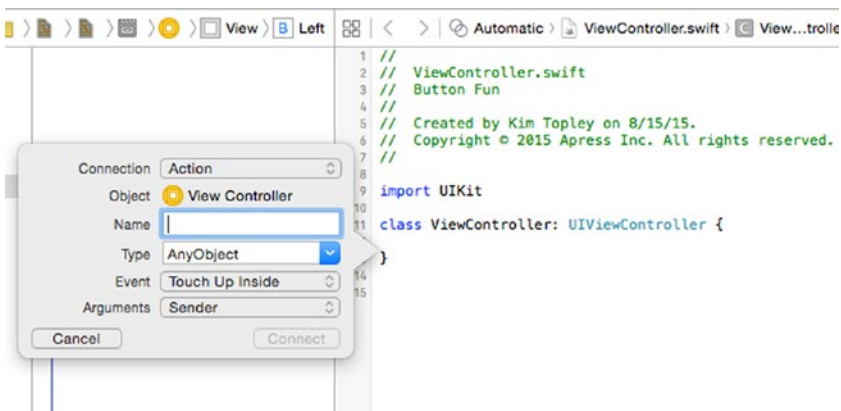 View B Left Automatic ViewController.swift C View...trolle
1 //
2 // ViewController.swift
3 // Button Fun
4 //
5 // Created by Kim Topley on 8/15/15.
6 // Copyright © 2015 Apress Inc. All rights reserved.
7 //
8
9 import UIKit
10
11 class ViewController: UIViewController {
}
14
15
Connection Action
Object View Controller
Name
Type AnyObject
Event Touch Up Inside
Arguments Sender
Cancel Connect